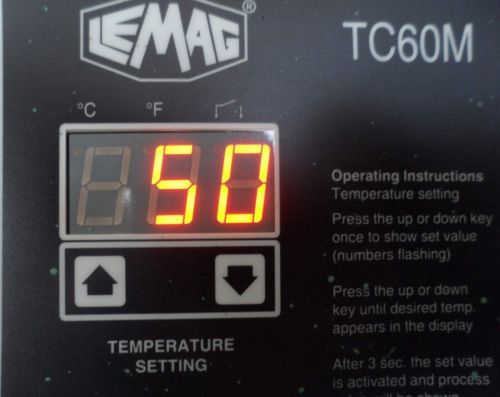 LEMAG®
TC60M
°C °F
50
Operating Instructions
Temperature setting
Press the up or down key
once to show set value
(numbers flashing)
Press the up or down
key until desired temp.
appears in the display
After 3 sec. the set value
is activated and process
TEMPERATURE
SETTING